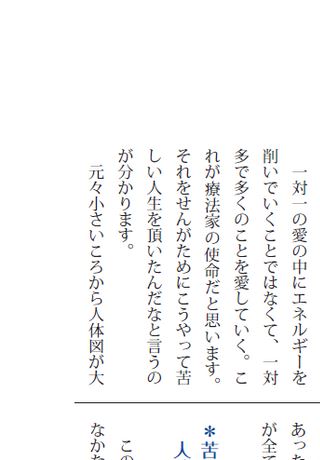 一対一の愛の中にエネルギーを
削いでいくことではなくて、一対
多で多くのことを愛していく。こ
れが療法家の使命だと思います。
それをせんがためにこうやって苦
しい人生を頂いたんだなと言うの
が分かります。
元々小さいころから人体図が大
あった
が全て
＊苦
人
この
なかた